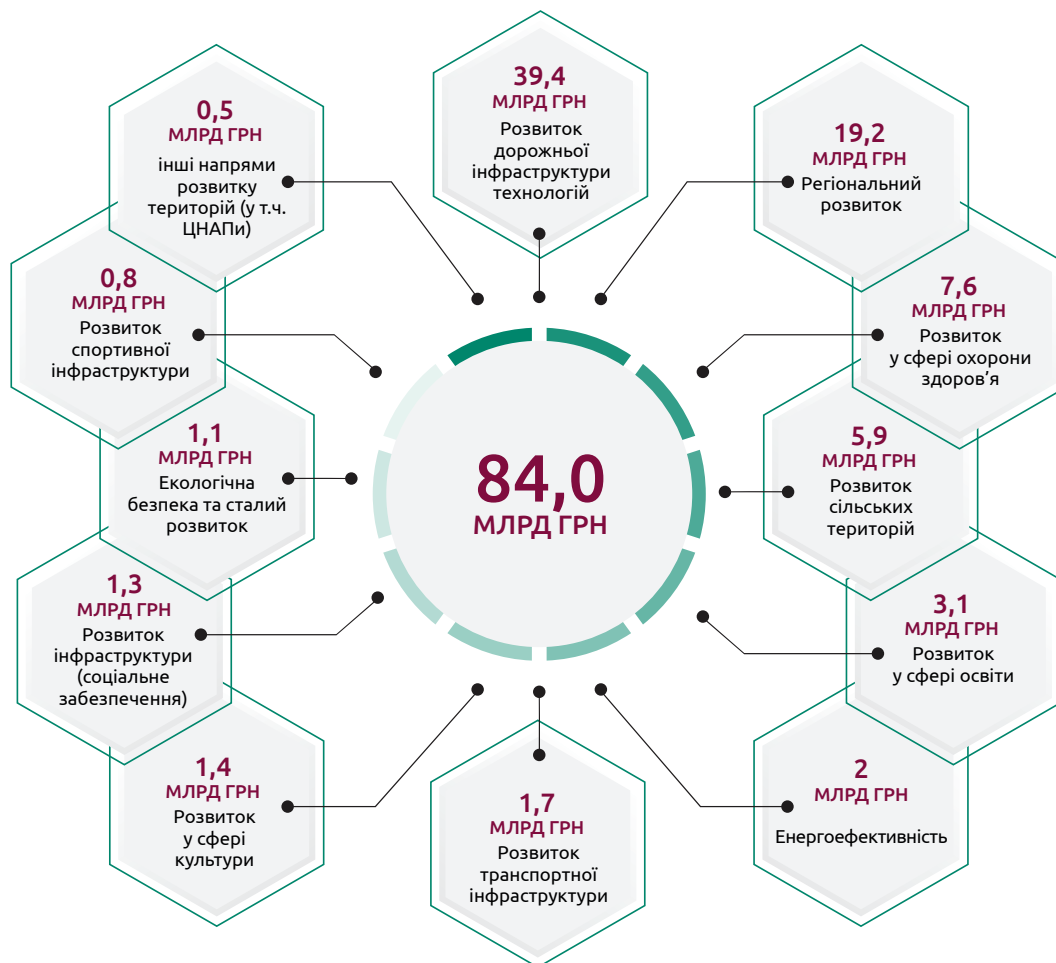 39,4
МЛРД ГРН
Розвиток
дорожньої
інфраструктури
технологій
19,2
МЛРД ГРН
Регіональний
розвиток
7,6
МЛРД ГРН
Розвиток
у сфері охорони
здоров’я
5,9
МЛРД ГРН
Розвиток
сільських
територій
3,1
МЛРД ГРН
Розвиток
у сфері освіти
2
МЛРД ГРН
Енергоефективність
1,7
МЛРД ГРН
Розвиток
транспортної
інфраструктури
1,4
МЛРД ГРН
Розвиток
у сфері
культури
1,3
МЛРД ГРН
Розвиток
інфраструктури
(соціальне
забезпечення)
1,1
МЛРД ГРН
Екологічна
безпека та сталий
розвиток
0,8
МЛРД ГРН
Розвиток
спортивної
інфраструктури
0,5
МЛРД ГРН
інші напрями
розвитку
територій (у т.ч.
ЦНАПи)
84,0
МЛРД ГРН